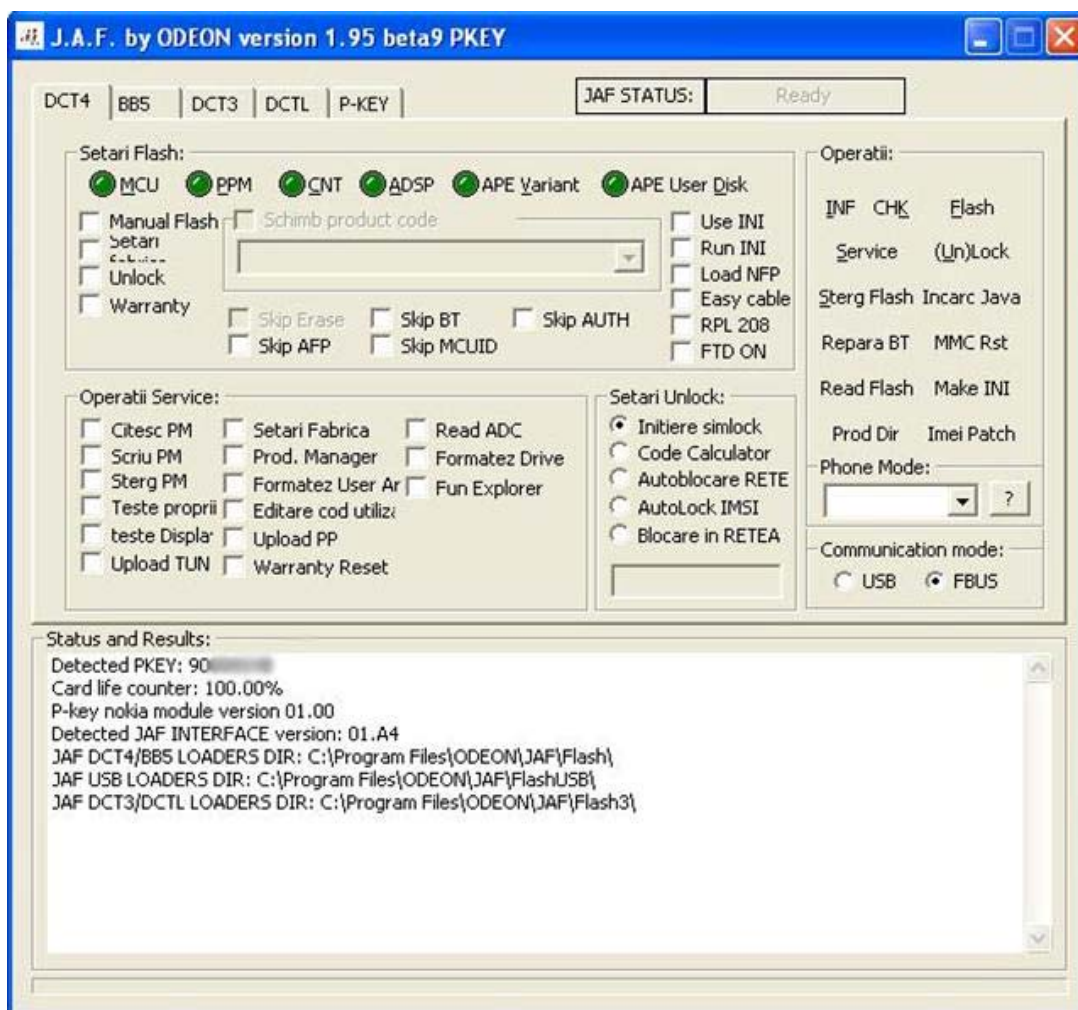 J.A.F. by ODEON version 1.95 beta9 PKEY
DCT4 BB5 DCT3 DCTL P-KEY
JAF STATUS: Ready
Setari Flash:
MCU PPM CNT ADSP APE Variant APE User Disk
Manual Flash
Setari
Unlock
Warranty
Schimb product code
Skip Erase Skip BT Skip AUTH
Skip AFP Skip MCUID
Use INI
Run INI
Load NFP
Easy cable
RPL 208
FTD ON
Operatii:
INF CHK Flash
Service (Un)Lock
Sterg Flash Incarc Java
Repara BT MMC Rst
Read Flash Make INI
Prod Dir Imei Patch
Phone Mode:
?
Communication mode:
USB FBUS
Operatii Service:
Citesc PM Setari Fabrica Read ADC
Scriu PM Prod. Manager Formatez Drive
Sterg PM Formatez User Ar Fun Explorer
Teste proprii Editare cod utiliza
teste Displa Upload PP
Upload TUN Warranty Reset
Setari Unlock:
Initiere simlock
Code Calculator
Autoblocare RETE
AutoLock IMSI
Blocare in RETEA
Status and Results:
Detected PKEY: 90
Card life counter: 100.00%
P-key nokia module version 01.00
Detected JAF INTERFACE version: 01.A4
JAF DCT4/BB5 LOADERS DIR: C:\Program Files\ODEON\JAF\Flash\
JAF USB LOADERS DIR: C:\Program Files\ODEON\JAF\FlashUSB\
JAF DCT3/DCTL LOADERS DIR: C:\Program Files\ODEON\JAF\Flash3\